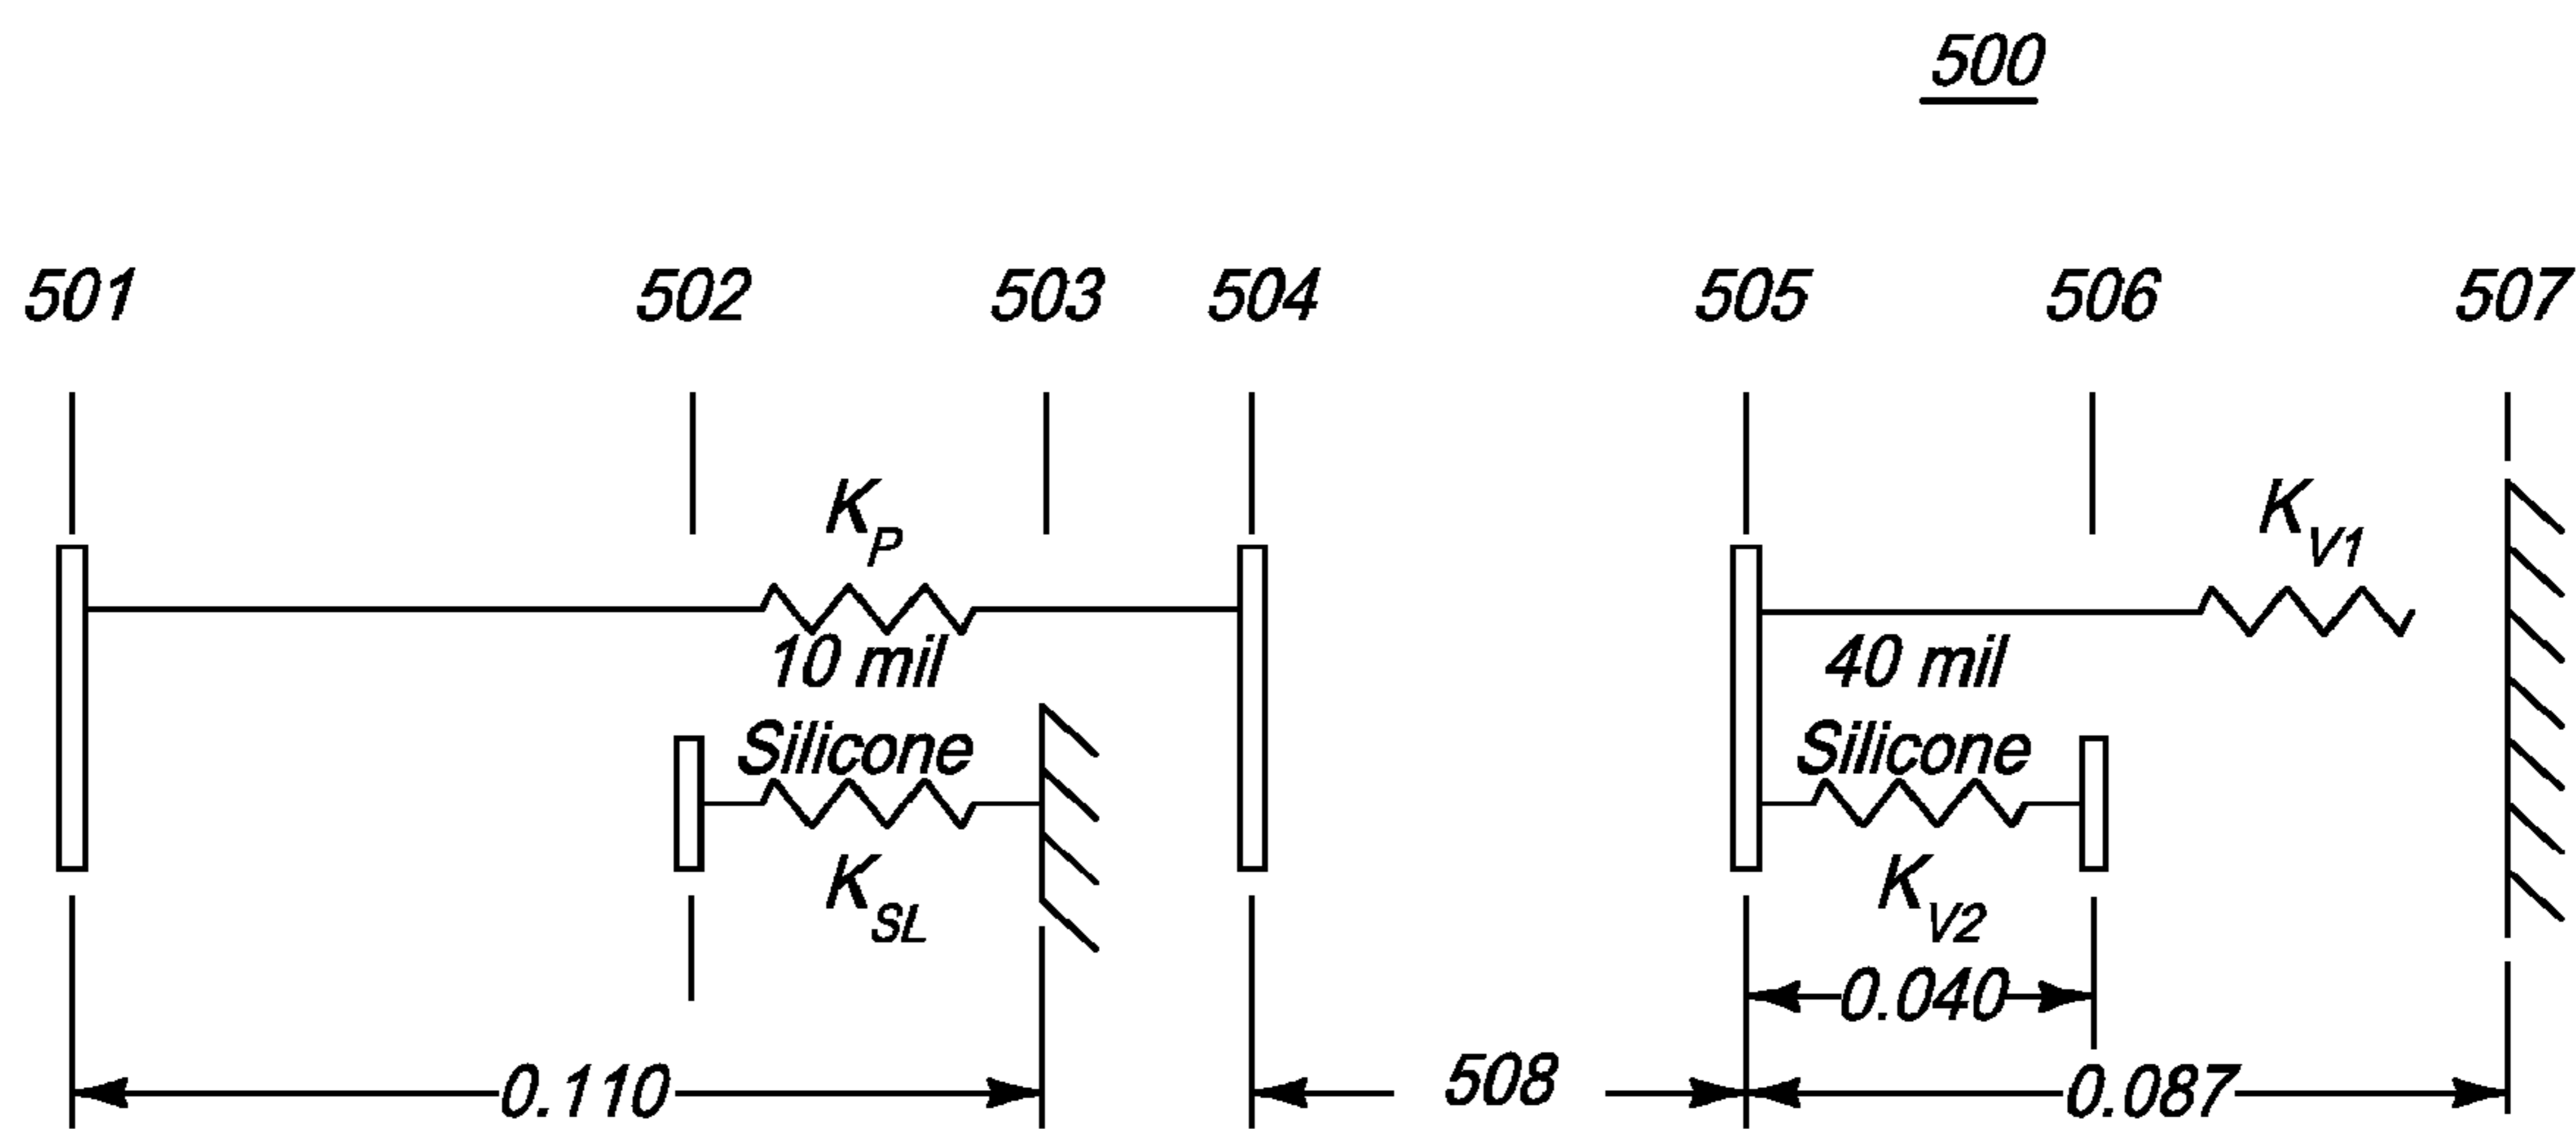 500
501 502 503 504 505 506 507
K_P K_V1
10 mil 40 mil
Silicone Silicone
K_SL K_V2
0.040
0.110 508 0.087